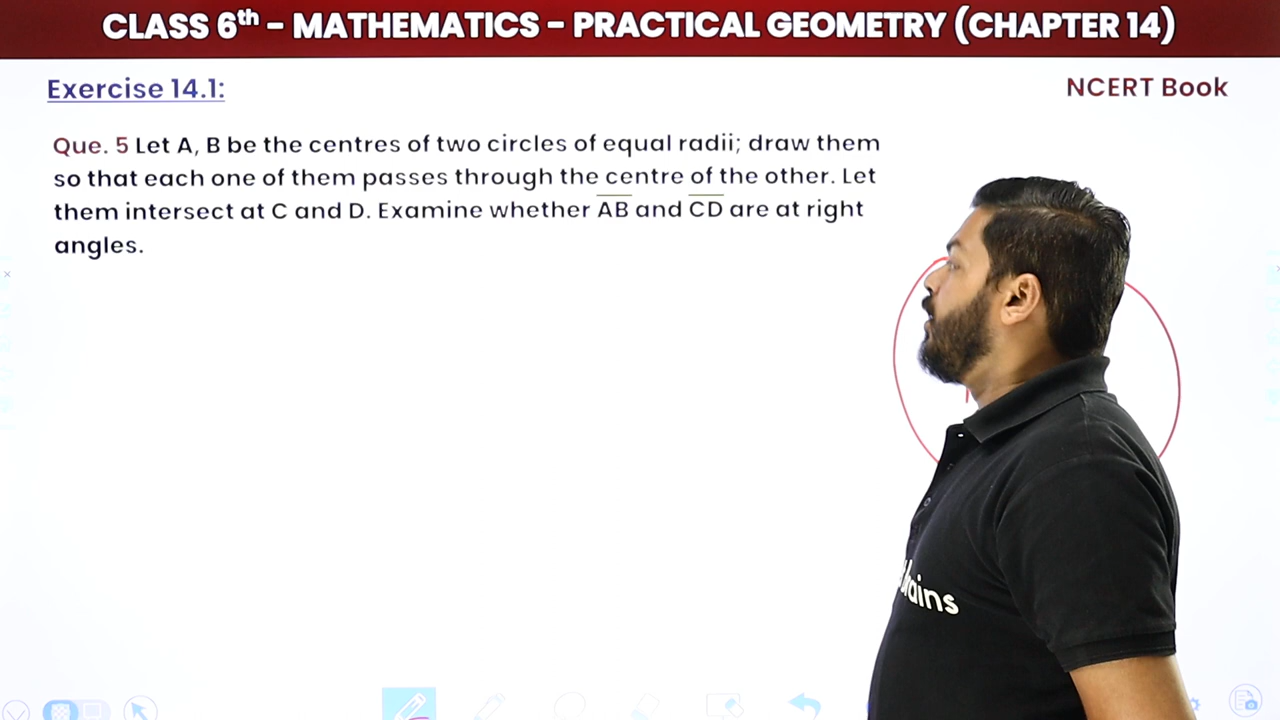 CLASS 6th – MATHEMATICS – PRACTICAL GEOMETRY (CHAPTER 14)
Exercise 14.1:
NCERT Book
Que. 5 Let A, B be the centres of two circles of equal radii; draw them
so that each one of them passes through the centre of the other. Let
them intersect at C and D. Examine whether AB and CD are at right
angles.